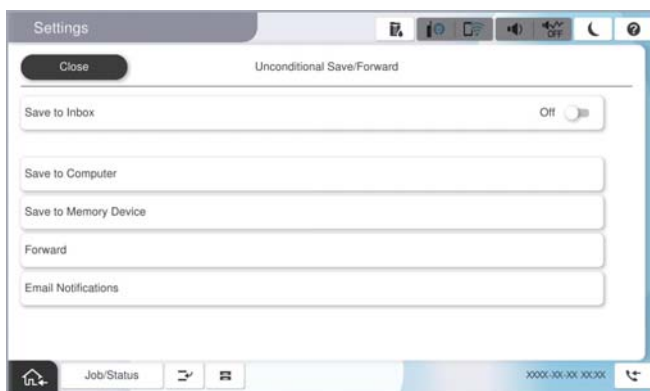 Settings
OFF
Close
Unconditional Save/Forward
Save to Inbox
Off
Save to Computer
Save to Memory Device
Forward
Email Notifications
Job/Status
XXXX-XX-XX XX:XX